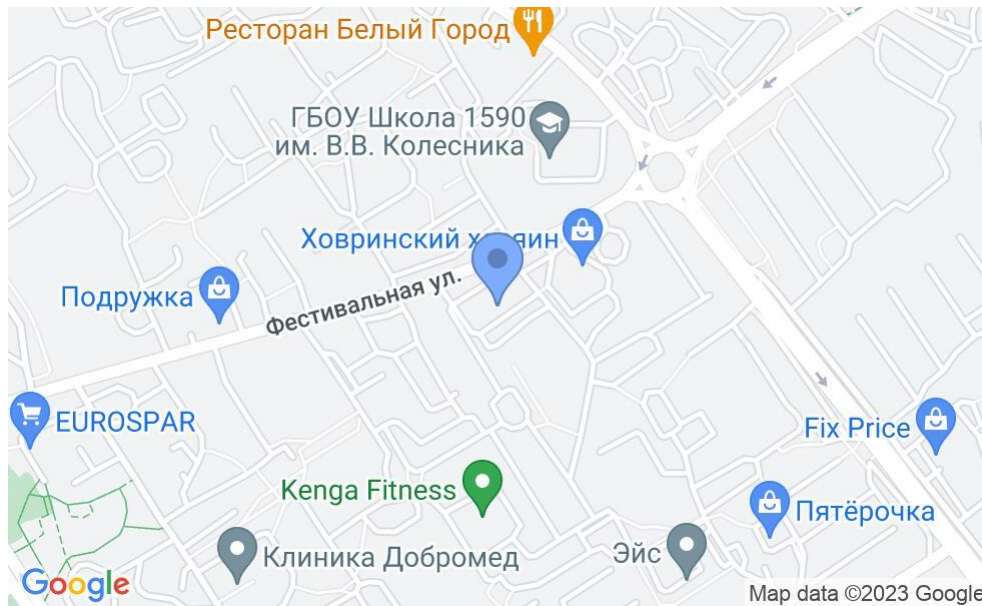 Ресторан Белый Город
ГБОУ Школа 1590
им. В.В. Колесника
Ховринский
Фестивальная ул.
Подружка
EUROSPAR
Fix Price
Kenga Fitness
Пятёрочка
Клиника Добромед
Эйс
Google
Map data ©2023 Google